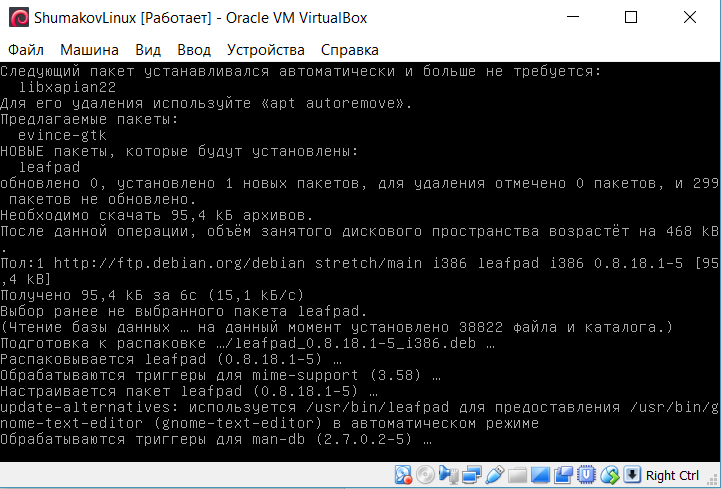 ShumakovLinux [Работает] - Oracle VM VirtualBox
Файл Машина Вид Ввод Устройства Справка
Следующий пакет устанавливался автоматически и больше не требуется:
libxapian22
Для его удаления используйте «apt autoremove».
Предлагаемые пакеты:
evince-gtk
НОВЫЕ пакеты, которые будут установлены:
leafpad
обновлено 0, установлено 1 новых пакетов, для удаления отмечено 0 пакетов, и 299
пакетов не обновлено.
Необходимо скачать 95,4 kБ архивов.
После данной операции, объём занятого дискового пространства возрастёт на 468 kB
.
Пол:1 http://ftp.debian.org/debian stretch/main i386 leafpad i386 0.8.18.1-5 [95
,4 kB]
Получено 95,4 kБ за 6с (15,1 kБ/c)
Выбор ранее не выбранного пакета leafpad.
(Чтение базы данных … на данный момент установлено 38822 файла и каталога.)
Подготовка к распаковке …/leafpad_0.8.18.1-5_i386.deb …
Распаковывается leafpad (0.8.18.1-5) …
Обрабатываются триггеры для mime-support (3.58) …
Настраивается пакет leafpad (0.8.18.1-5) …
update-alternatives: используется /usr/bin/leafpad для предоставления /usr/bin/g
nome-text-editor (gnome-text-editor) в автоматическом режиме
Обрабатываются триггеры для man-db (2.7.0.2-5) …
Right Ctrl